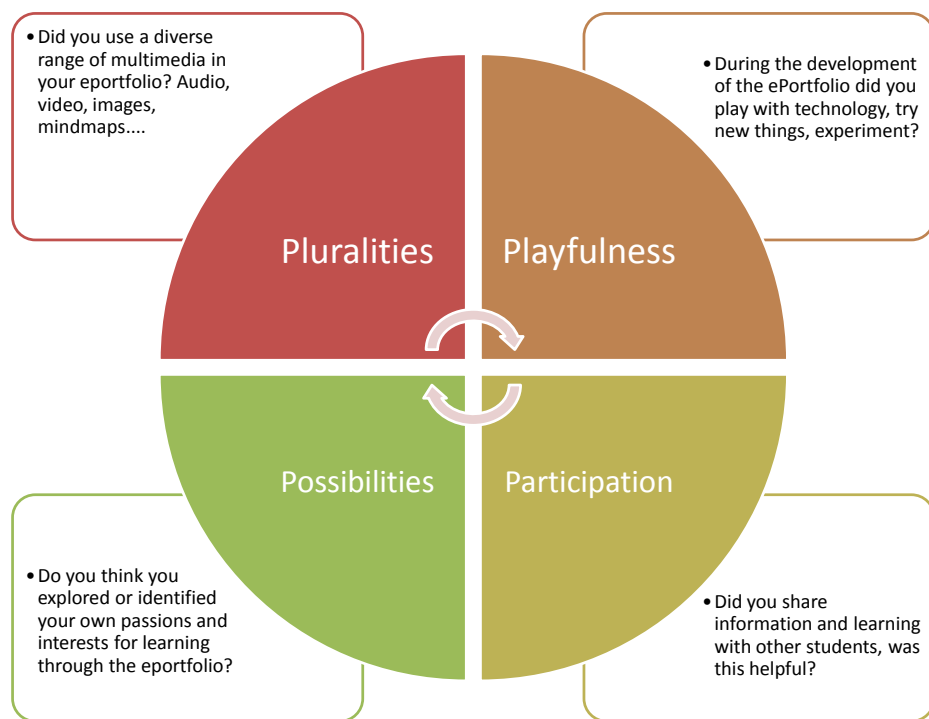 •Did you use a diverse
range of multimedia in
your eportfolio? Audio,
video, images,
mindmaps....
•During the development
of the ePortfolio did you
play with technology, try
new things, experiment?
Pluralities
Playfulness
Possibilities
Participation
•Do you think you
explored or identified
your own passions and
interests for learning
through the eportfolio?
•Did you share
information and learning
with other students, was
this helpful?